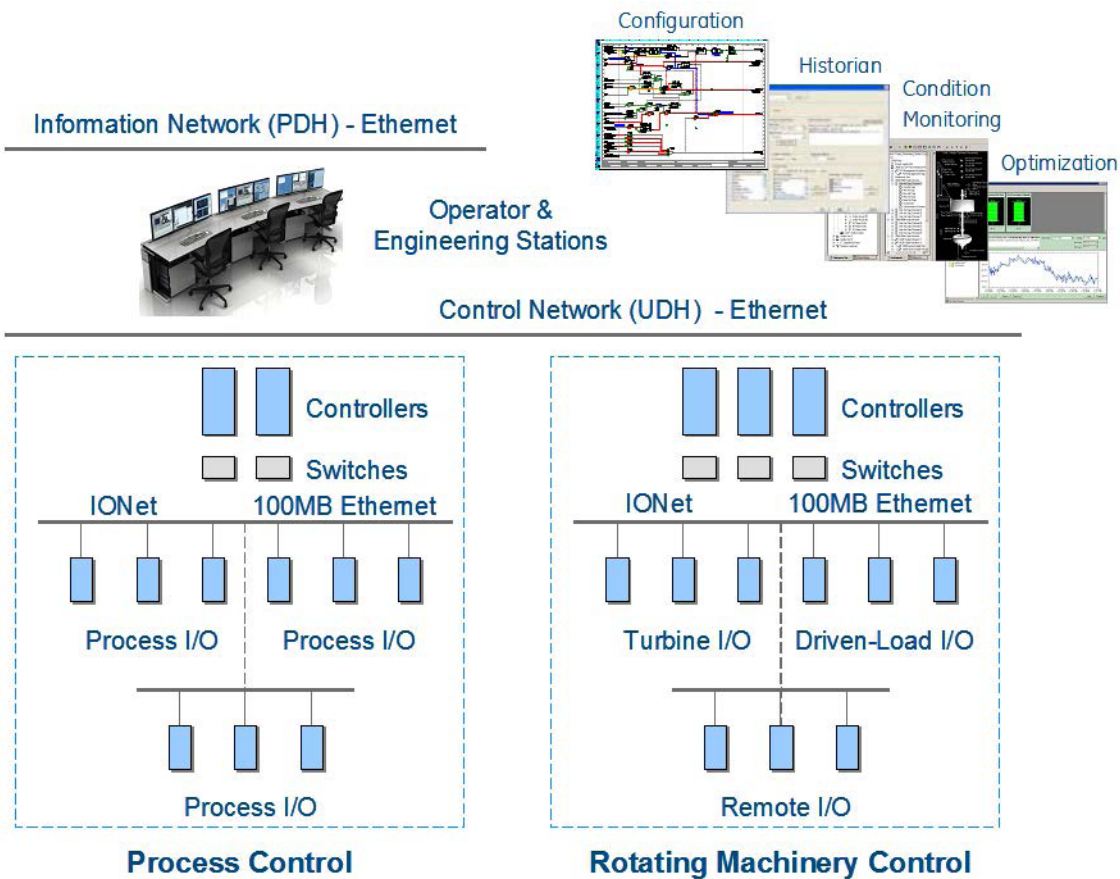 Configuration
Historian
Condition
Monitoring
Optimization
Information Network (PDH) - Ethernet
Operator &
Engineering Stations
Control Network (UDH) - Ethernet
Controllers
Switches
IONet
100MB Ethernet
Process I/O
Process I/O
Process I/O
Process Control
Controllers
Switches
IONet
100MB Ethernet
Turbine I/O
Driven-Load I/O
Remote I/O
Rotating Machinery Control